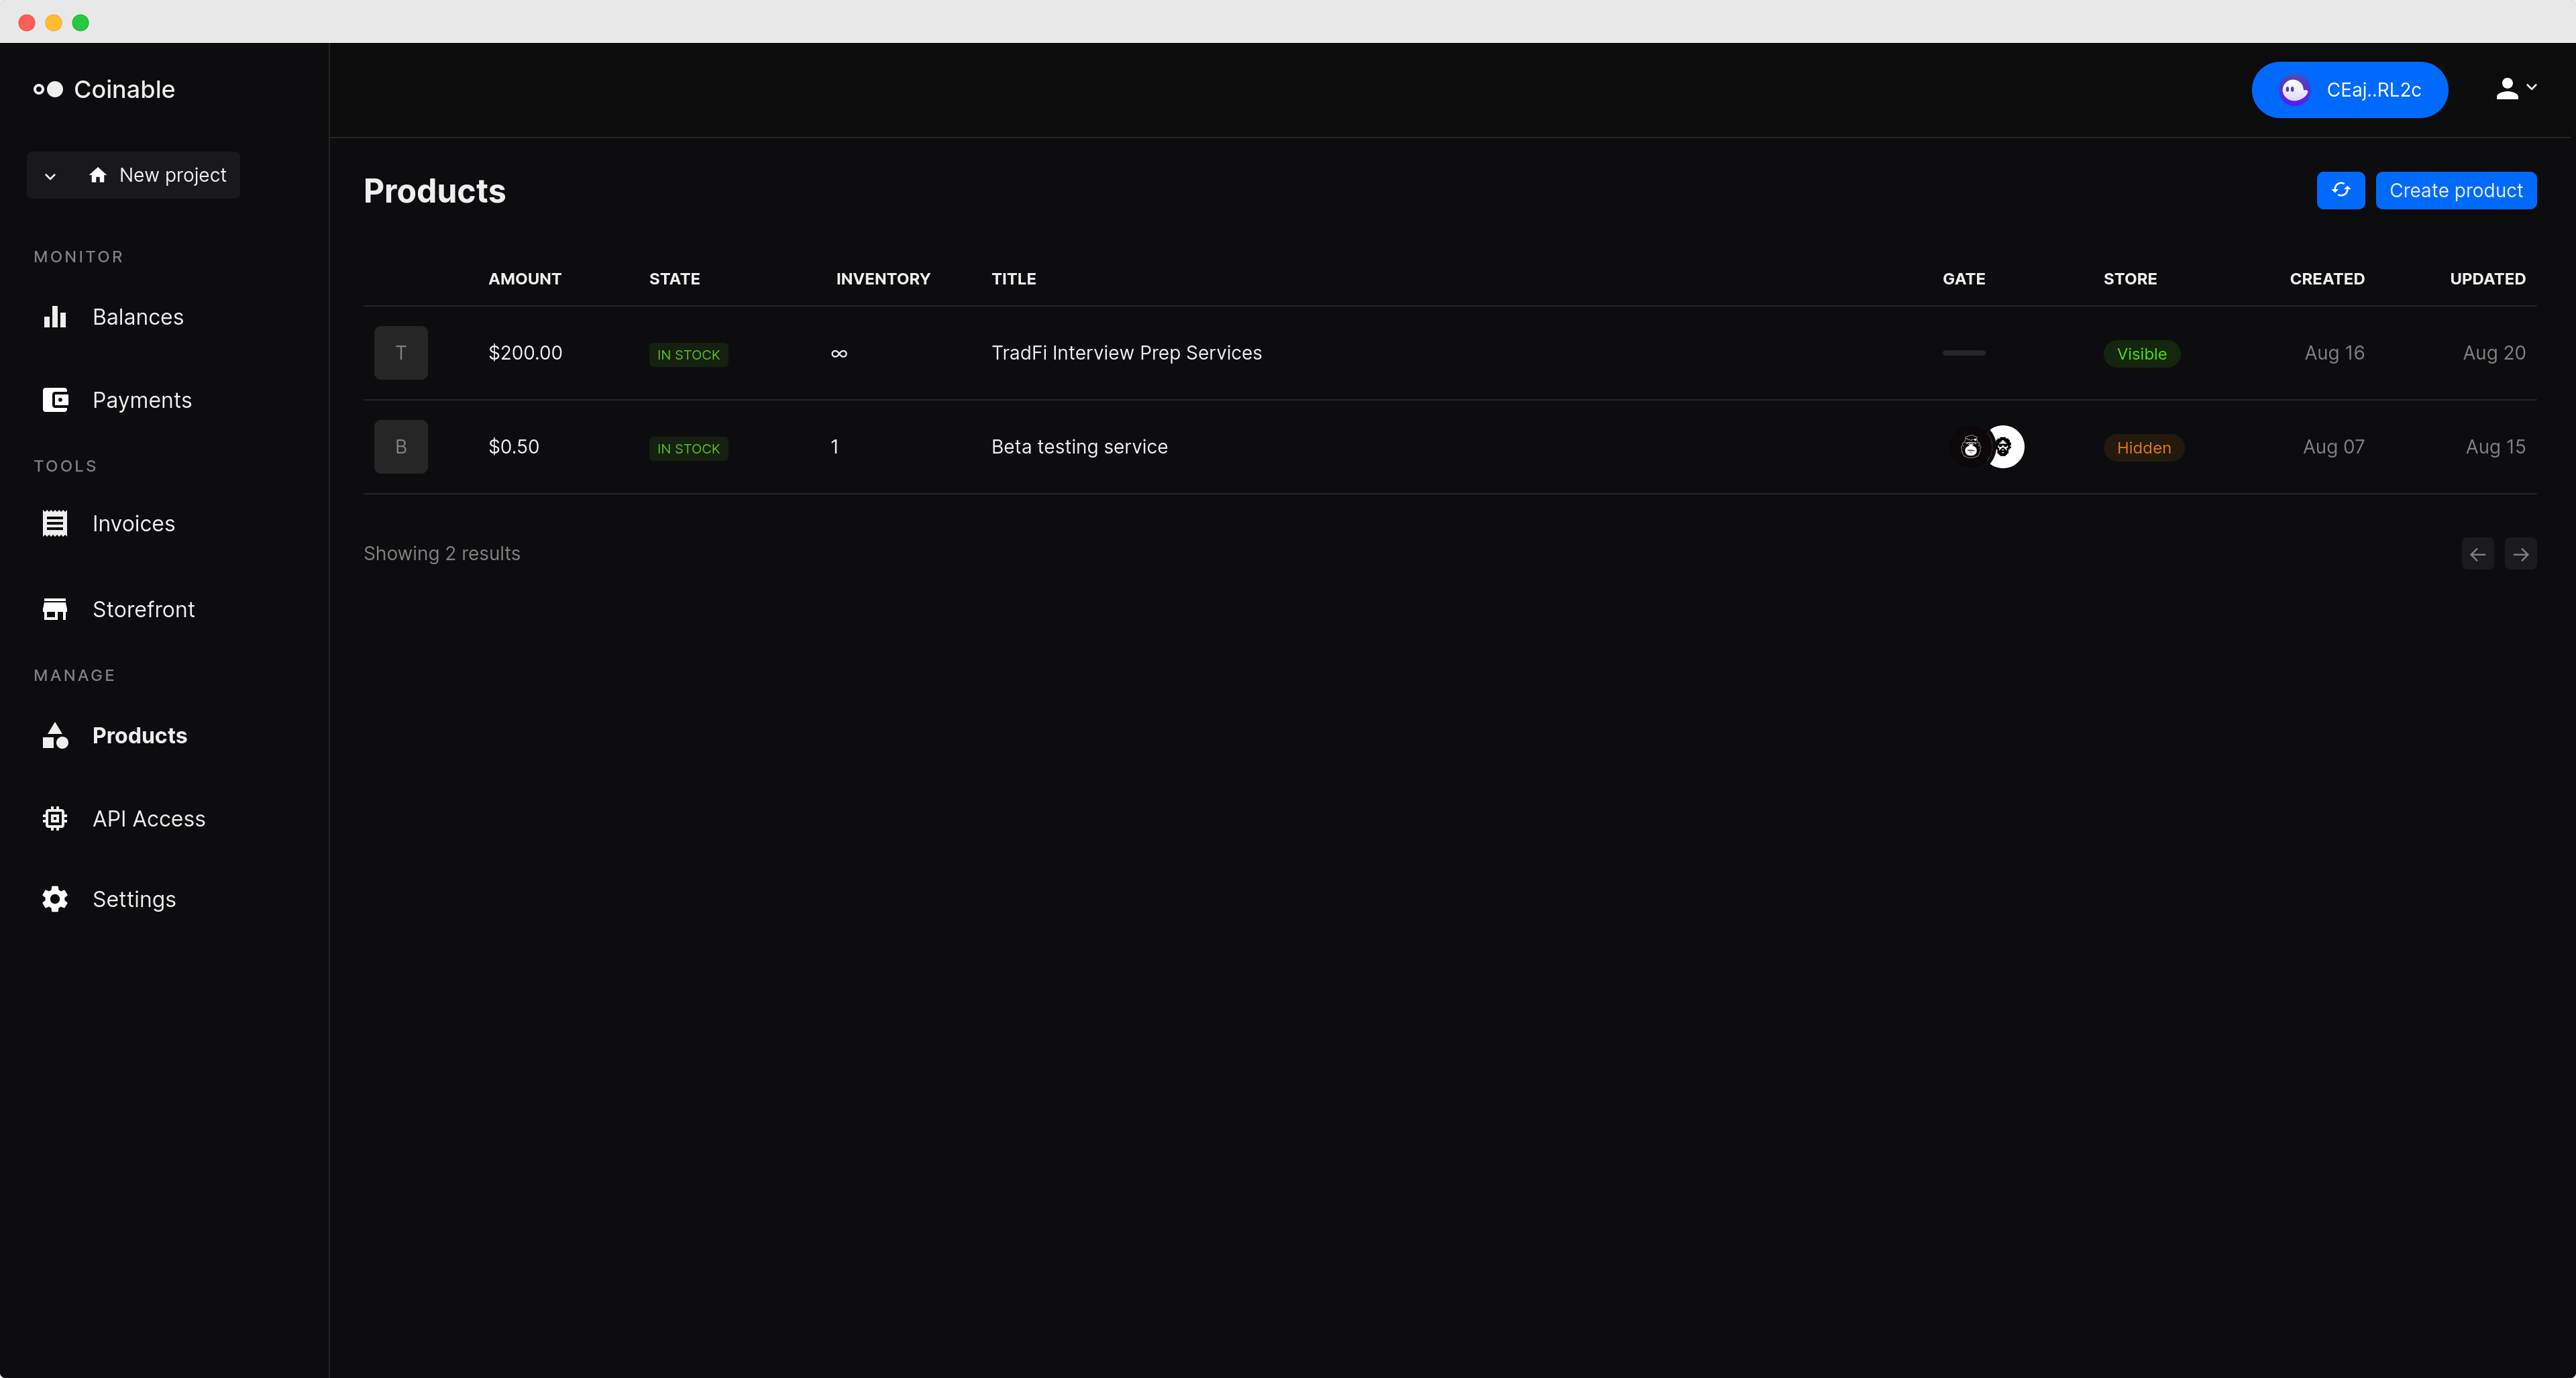 Coinable
CEaj..RL2c
New project
Products
Create product
MONITOR
Balances
Payments
TOOLS
Invoices
Storefront
MANAGE
Products
API Access
Settings
AMOUNT STATE INVENTORY TITLE GATE STORE CREATED UPDATED
T $200.00 IN STOCK ∞ TradFi Interview Prep Services Visible Aug 16 Aug 20
B $0.50 IN STOCK 1 Beta testing service Hidden Aug 07 Aug 15
Showing 2 results